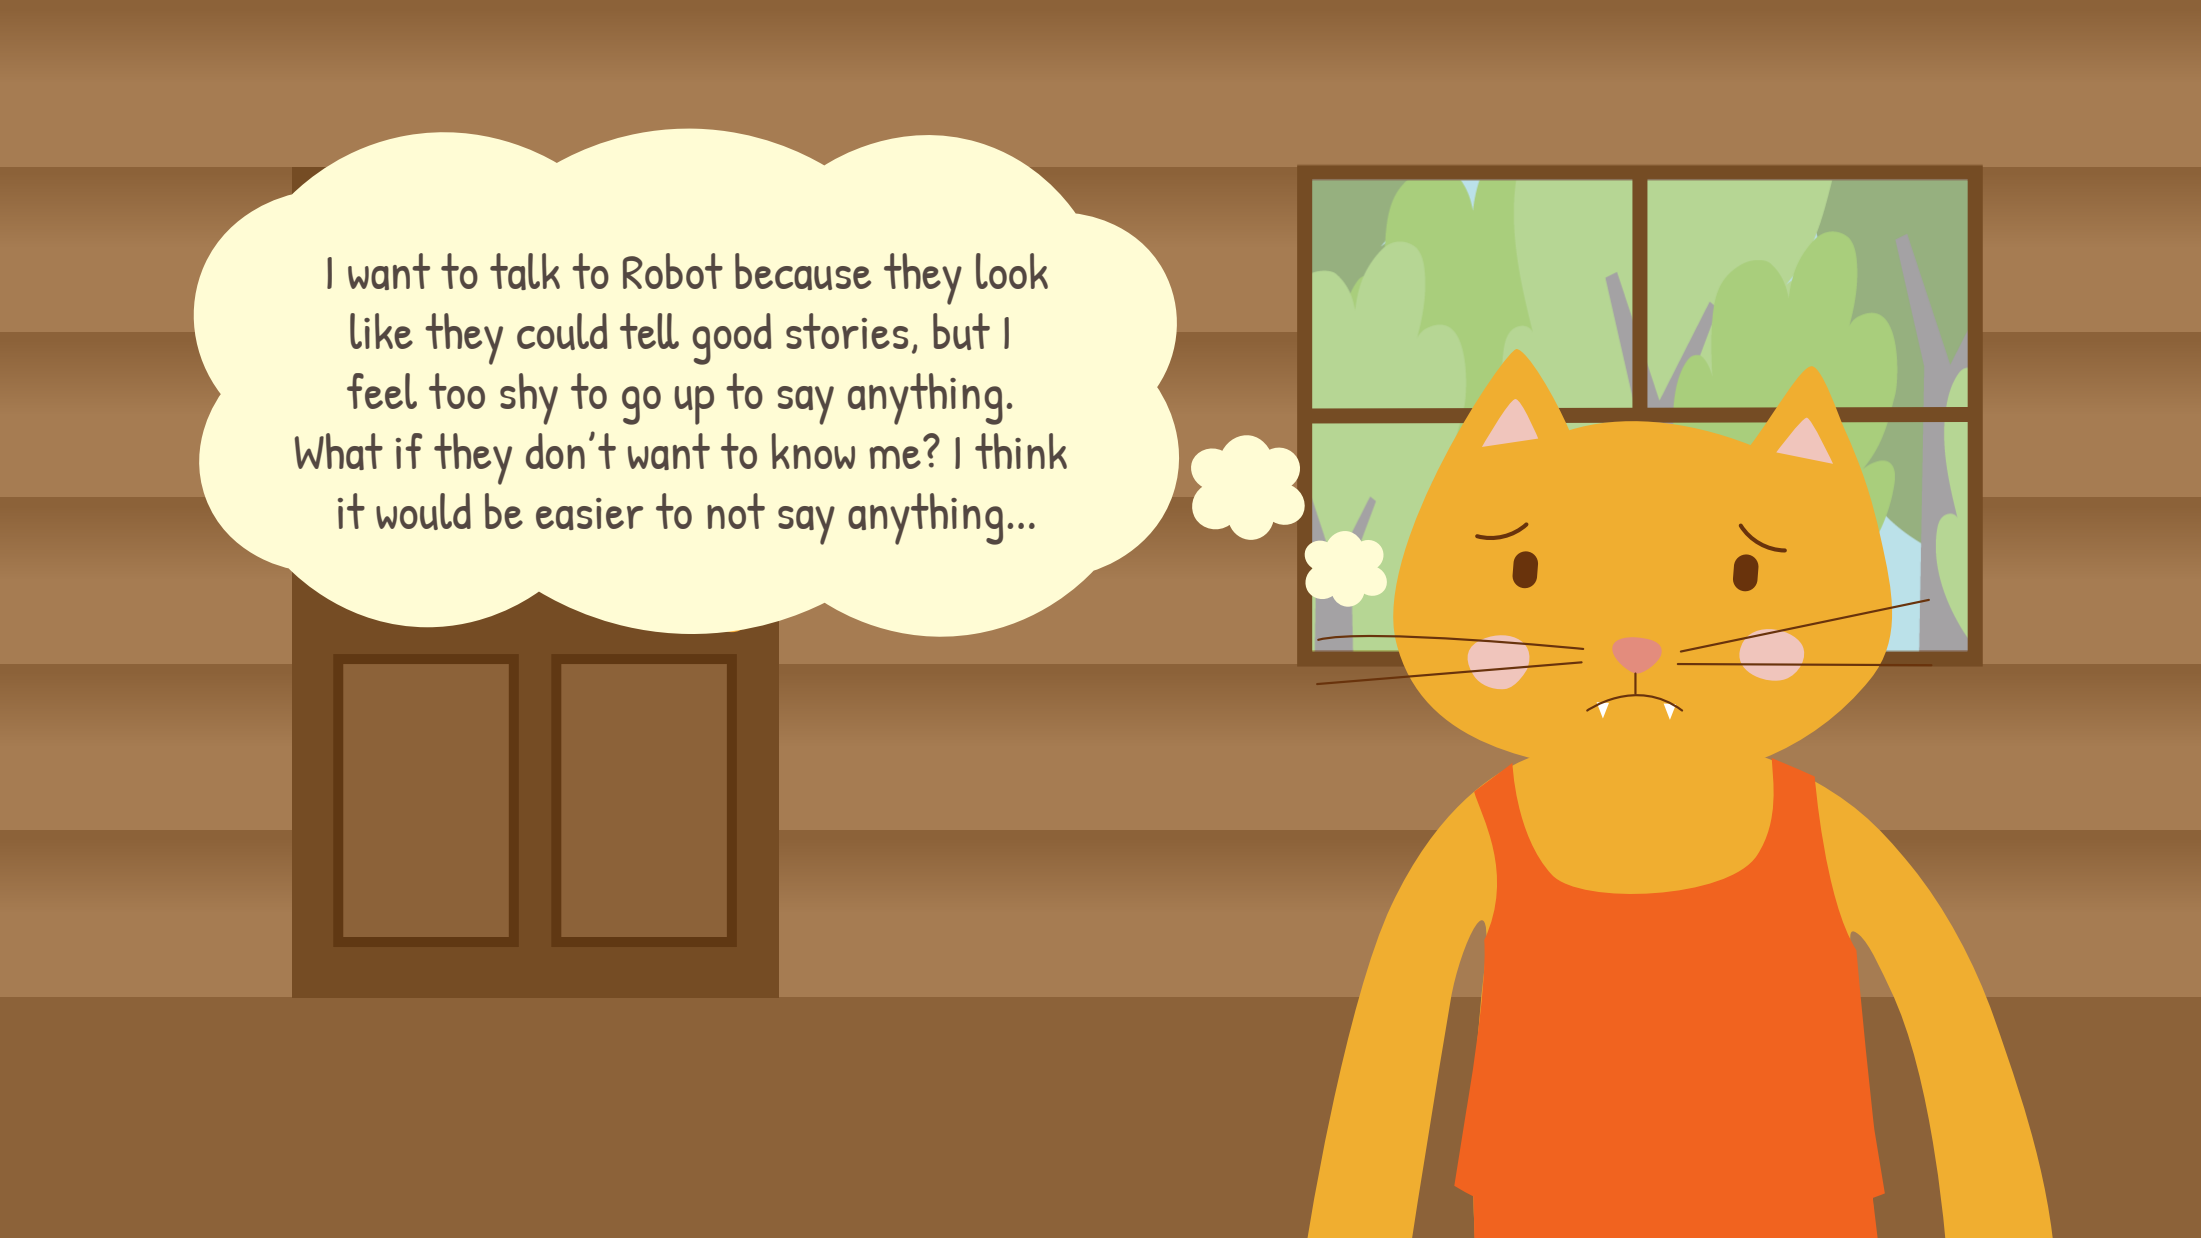 I want to talk to Robot because they look
like they could tell good stories, but I
feel too shy to go up to say anything.
What if they don't want to know me? I think
it would be easier to not say anything...